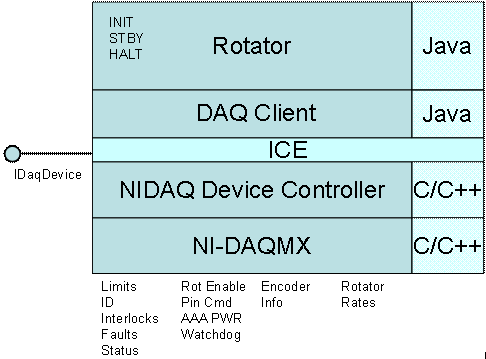 INIT
STBY
HALT
Rotator
Java
DAQ Client
Java
ICE
IDaqDevice
NIDAQ Device Controller
C/C++
NI-DAQMX
C/C++
Limits
ID
Interlocks
Faults
Status
Rot Enable
Pin Cmd
AAA PWR
Watchdog
Encoder
Info
Rotator
Rates